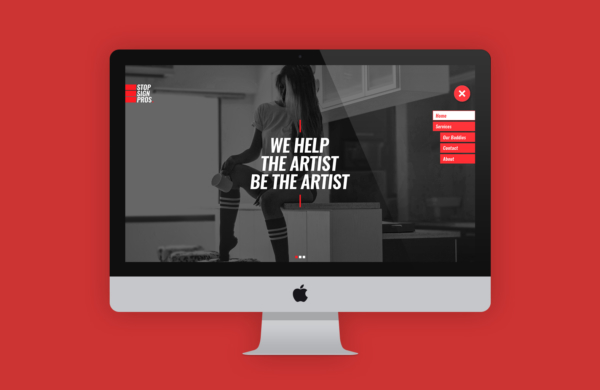 STOP
SIGN
PROS
WE HELP
THE ARTIST
BE THE ARTIST
Home
Services
Our Buddies
Contact
About